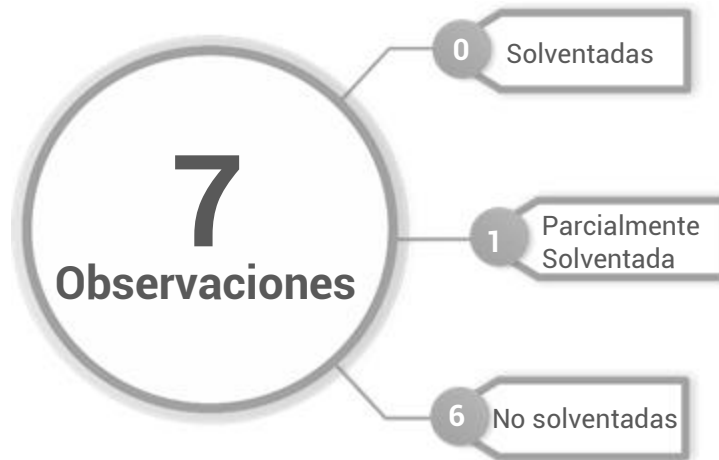 7
Observaciones
0
Solventadas
1
Parcialmente
Solventada
6
No solventadas